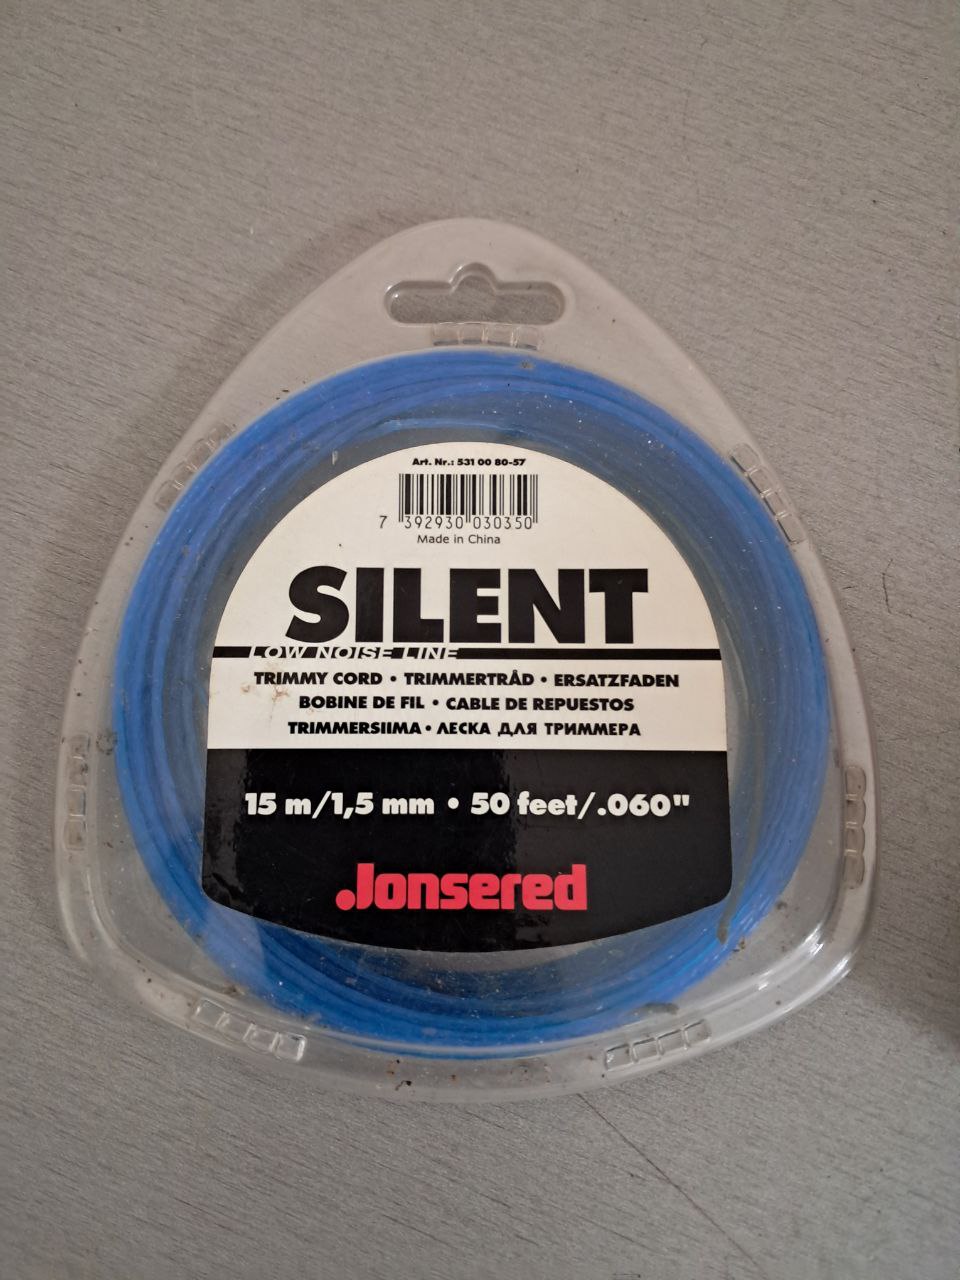 Art. Nr.: 531 00 80-57
7 392930 030350
Made in China
SILENT
LOW NOISE LINE
TRIMMY CORD • TRIMMERTRÅD • ERSATZFADEN
BOBINE DE FIL • CABLE DE REPUESTOS
TRIMMERSIIMA • ЛЕСКА ДЛЯ ТРИММЕРА
15 m/1,5 mm • 50 feet/.060"
Jonsered